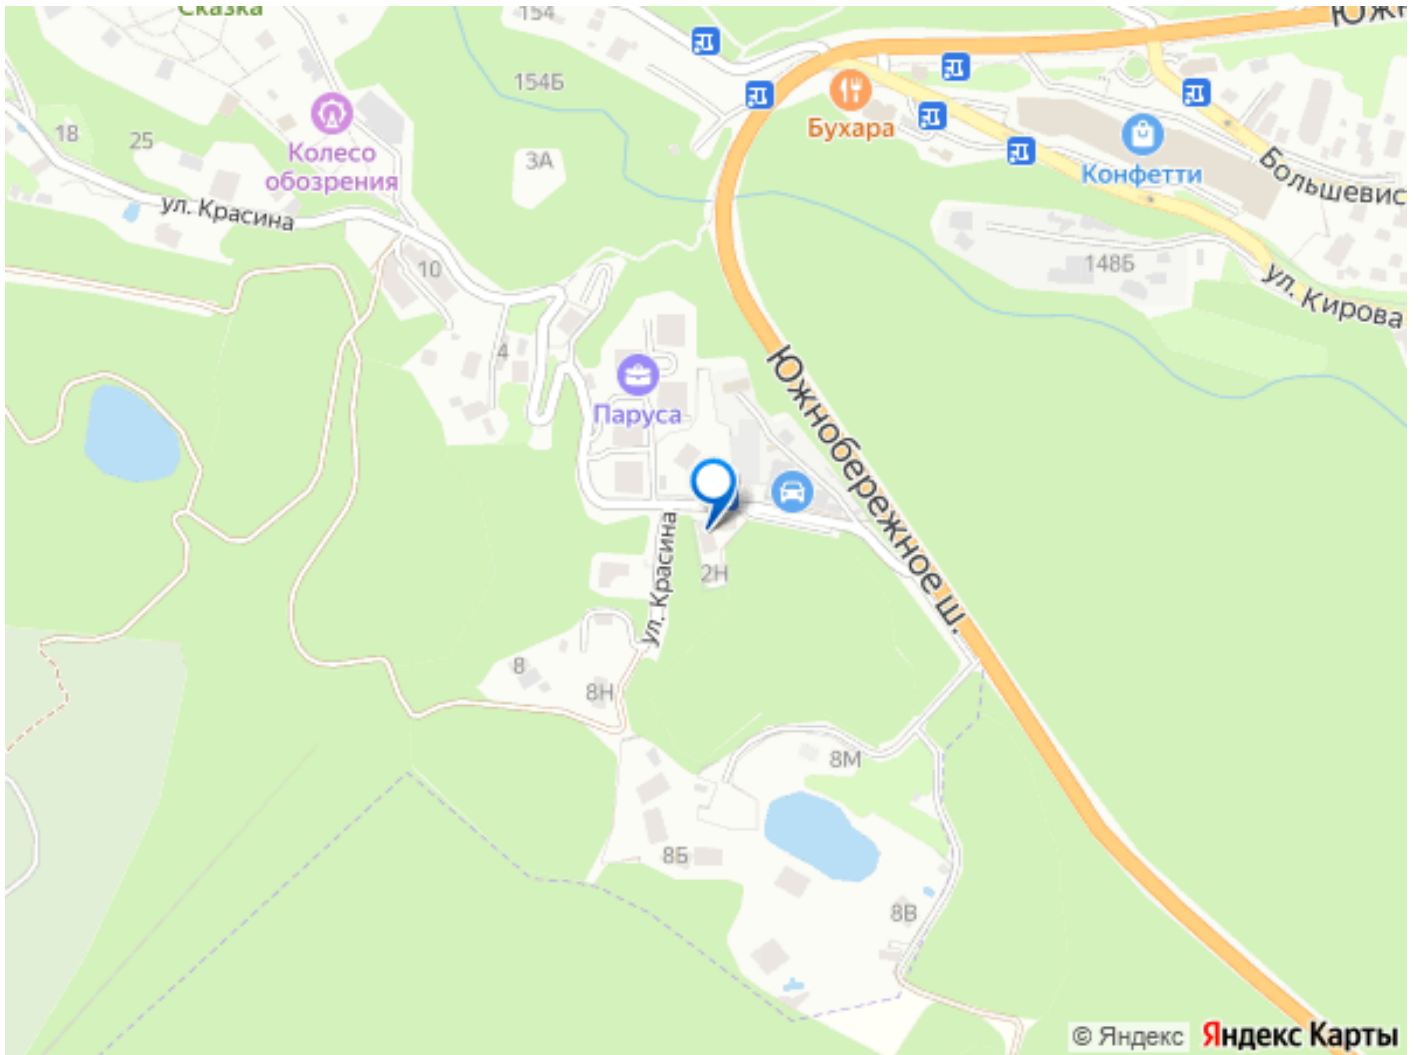 Сказка
154
Южн
154Б
18
25
Колесо
обозрения
3А
Бухара
Конфетти
Большевис
ул. Красина
10
148Б
ул. Кирова
4
Паруса
Южнобережное ш.
ул. Красина
2Н
8
8Н
8М
8Б
8В
© Яндекс Яндекс Карты